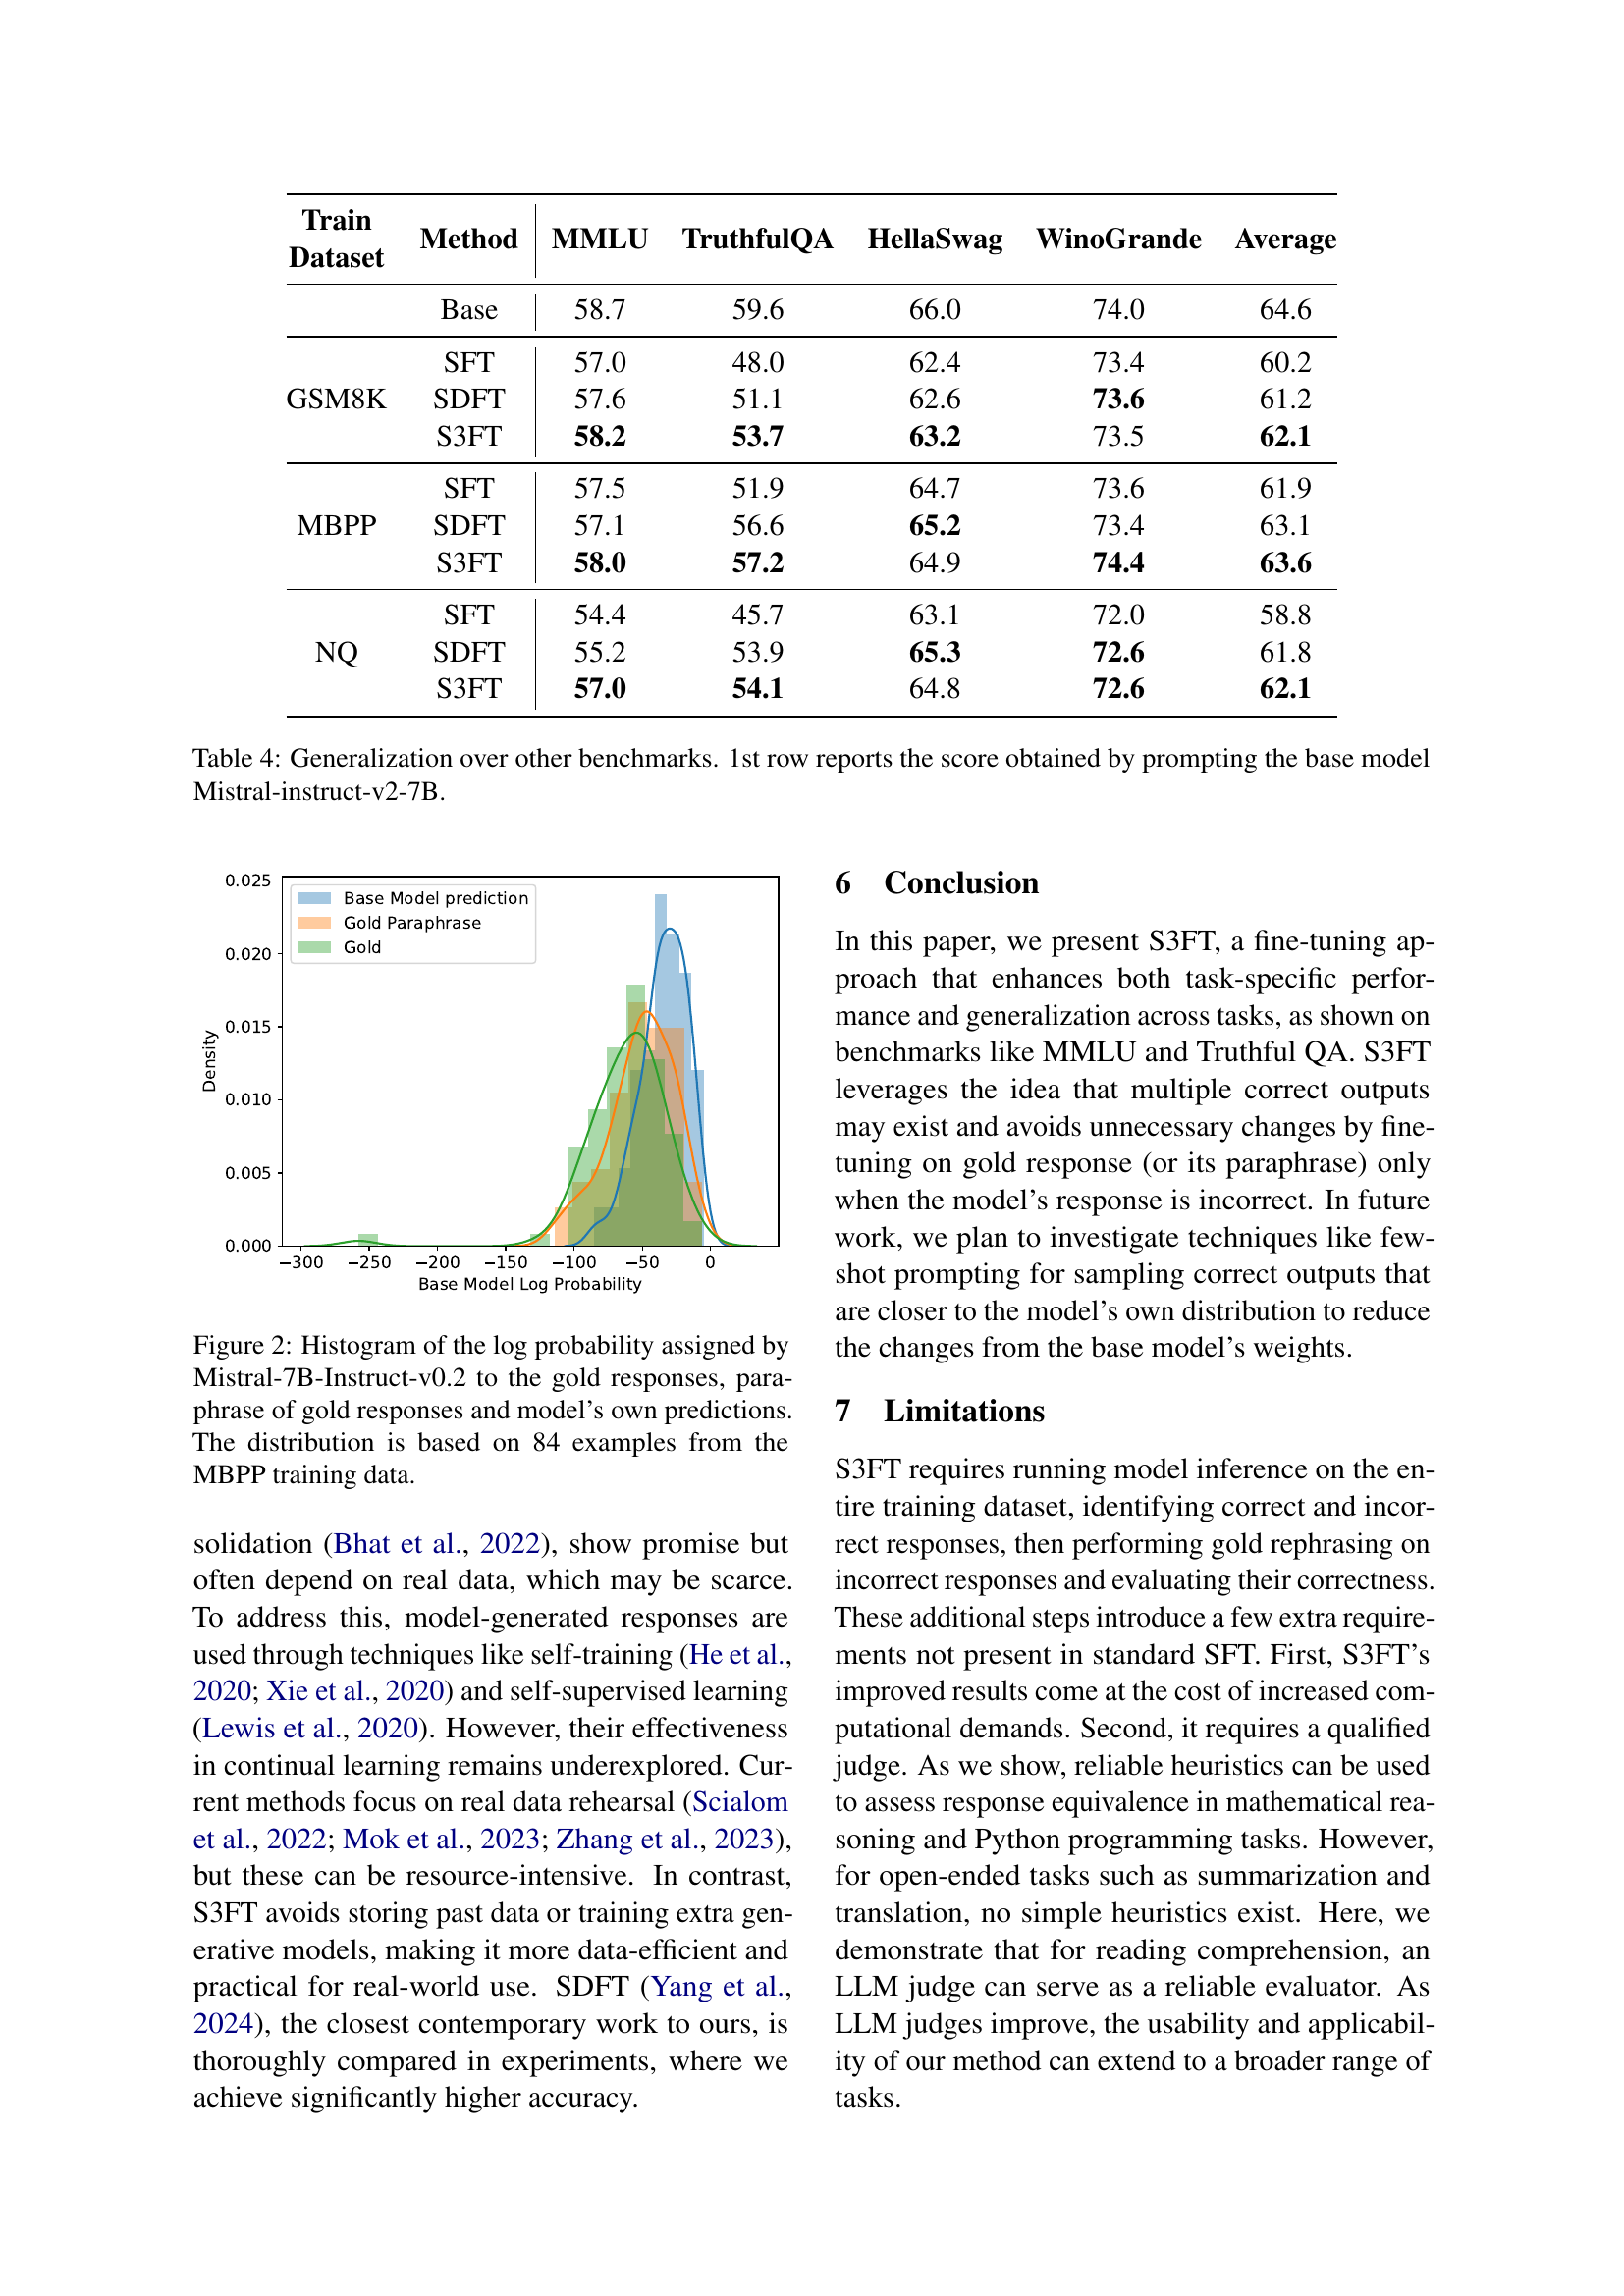 Train Dataset Method MMLU TruthfulQA HellaSwag WinoGrande Average
Base 58.7 59.6 66.0 74.0 64.6
SFT 57.0 48.0 62.4 73.4 60.2
GSM8K SDFT 57.6 51.1 62.6 73.6 61.2
S3FT 58.2 53.7 63.2 73.5 62.1
SFT 57.5 51.9 64.7 73.6 61.9
MBPP SDFT 57.1 56.6 65.2 73.4 63.1
S3FT 58.0 57.2 64.9 74.4 63.6
SFT 54.4 45.7 63.1 72.0 58.8
NQ SDFT 55.2 53.9 65.3 72.6 61.8
S3FT 57.0 54.1 64.8 72.6 62.1
Table 4: Generalization over other benchmarks. 1st row reports the score obtained by prompting the base model
Mistral-instruct-v2-7B.
0.025
0.020
0.015
0.010
0.005
0.000
Density
Base Model prediction
Gold Paraphrase
Gold
−300 −250 −200 −150 −100 −50 0
Base Model Log Probability
Figure 2: Histogram of the log probability assigned by
Mistral-7B-Instruct-v0.2 to the gold responses, para-
phrase of gold responses and model's own predictions.
The distribution is based on 84 examples from the
MBPP training data.
solidation (Bhat et al., 2022), show promise but
often depend on real data, which may be scarce.
To address this, model-generated responses are
used through techniques like self-training (He et al.,
2020; Xie et al., 2020) and self-supervised learning
(Lewis et al., 2020). However, their effectiveness
in continual learning remains underexplored. Cur-
rent methods focus on real data rehearsal (Scialom
et al., 2022; Mok et al., 2023; Zhang et al., 2023),
but these can be resource-intensive. In contrast,
S3FT avoids storing past data or training extra gen-
erative models, making it more data-efficient and
practical for real-world use. SDFT (Yang et al.,
2024), the closest contemporary work to ours, is
thoroughly compared in experiments, where we
achieve significantly higher accuracy.
6 Conclusion
In this paper, we present S3FT, a fine-tuning ap-
proach that enhances both task-specific perfor-
mance and generalization across tasks, as shown on
benchmarks like MMLU and Truthful QA. S3FT
leverages the idea that multiple correct outputs
may exist and avoids unnecessary changes by fine-
tuning on gold response (or its paraphrase) only
when the model's response is incorrect. In future
work, we plan to investigate techniques like few-
shot prompting for sampling correct outputs that
are closer to the model's own distribution to reduce
the changes from the base model's weights.
7 Limitations
S3FT requires running model inference on the en-
tire training dataset, identifying correct and incor-
rect responses, then performing gold rephrasing on
incorrect responses and evaluating their correctness.
These additional steps introduce a few extra require-
ments not present in standard SFT. First, S3FT's
improved results come at the cost of increased com-
putational demands. Second, it requires a qualified
judge. As we show, reliable heuristics can be used
to assess response equivalence in mathematical rea-
soning and Python programming tasks. However,
for open-ended tasks such as summarization and
translation, no simple heuristics exist. Here, we
demonstrate that for reading comprehension, an
LLM judge can serve as a reliable evaluator. As
LLM judges improve, the usability and applicabil-
ity of our method can extend to a broader range of
tasks.